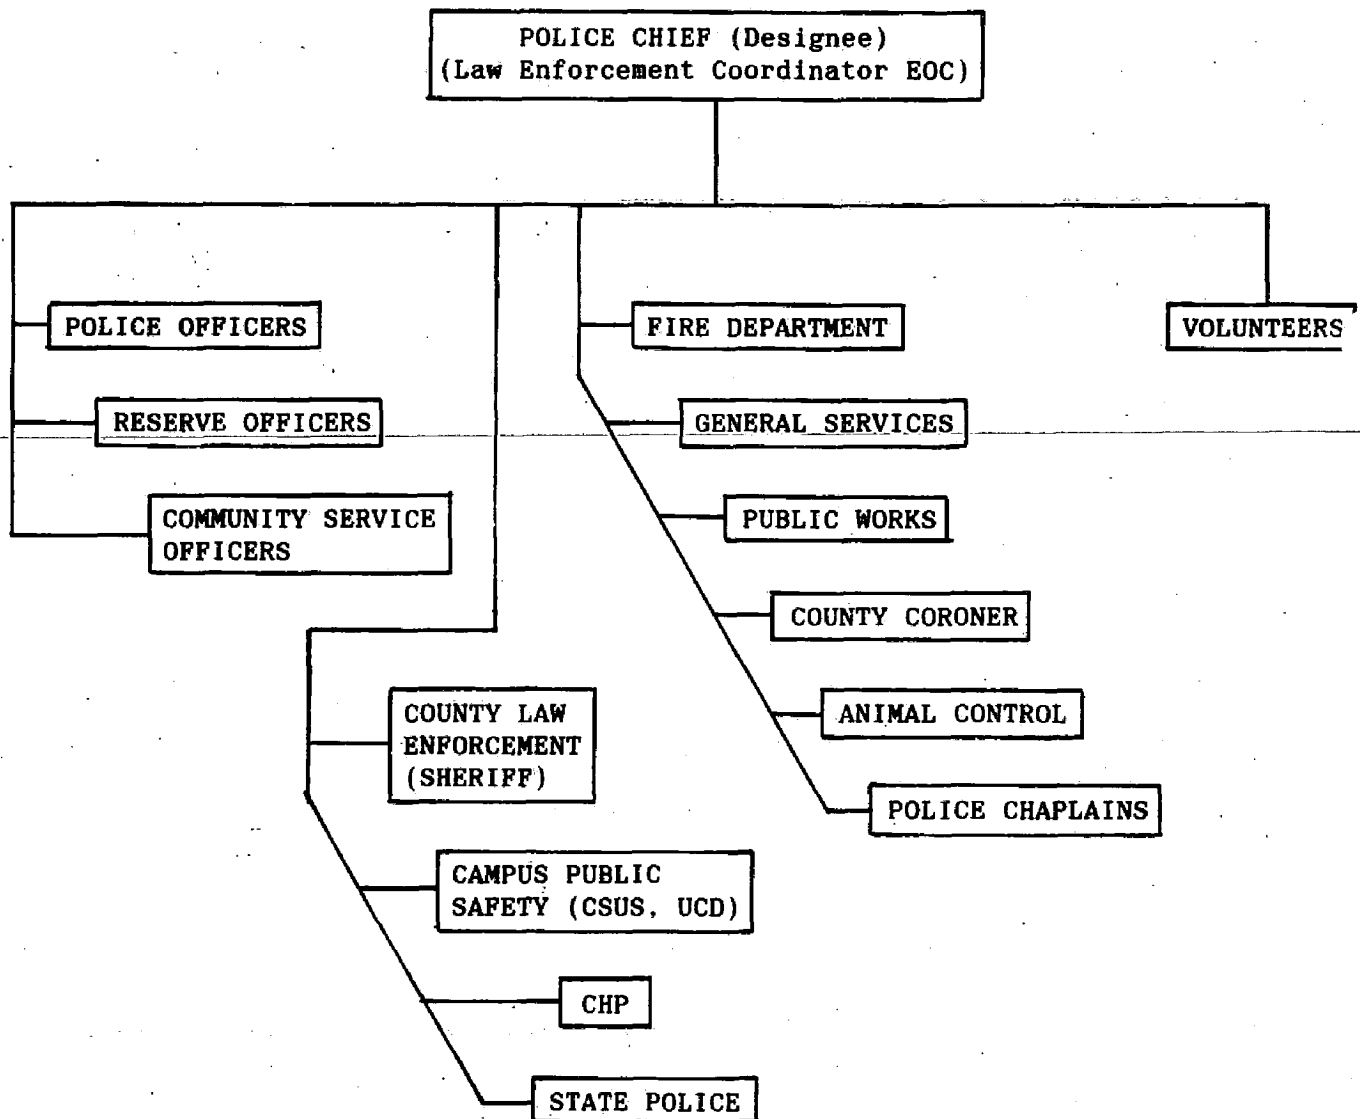 POLICE CHIEF (Designee)
(Law Enforcement Coordinator EOC)
POLICE OFFICERS
RESERVE OFFICERS
COMMUNITY SERVICE
OFFICERS
COUNTY LAW
ENFORCEMENT
(SHERIFF)
CAMPUS PUBLIC
SAFETY (CSUS, UCD)
CHP
STATE POLICE
FIRE DEPARTMENT
GENERAL SERVICES
PUBLIC WORKS
COUNTY CORONER
ANIMAL CONTROL
POLICE CHAPLAINS
VOLUNTEERS